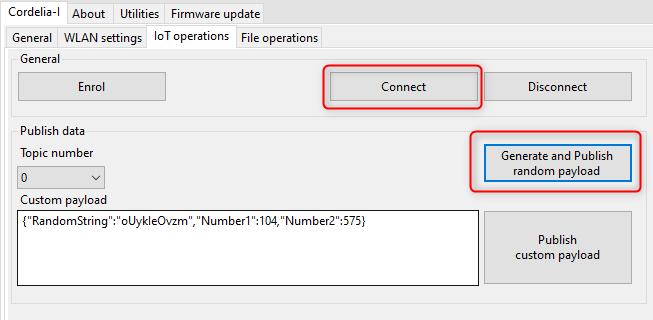 Cordelia-I About Utilities Firmware update
General WLAN settings IoT operations File operations
General
Enrol Connect Disconnect
Publish data
Topic number
0
Generate and Publish
random payload
Custom payload
{"RandomString":"oUykleOvzm","Number1":104,"Number2":575}
Publish
custom payload